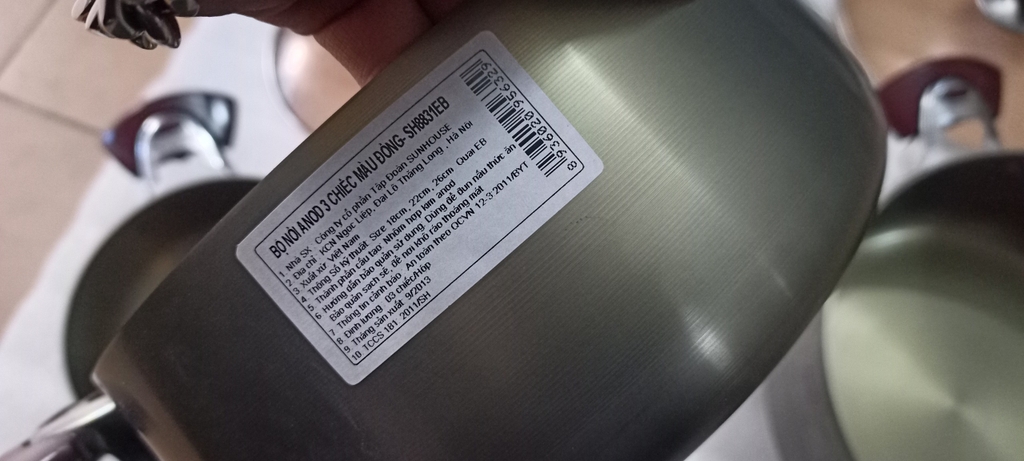 BỘ NỒI ANOD 3 CHIẾC MÀU ĐỒNG- SH8831EB
1. Nhà SX : Công ty cổ phần Tập Đoàn SUNHOUSE
2. Địa chỉ : KCN Ngọc Liệp, Đại Lộ Thăng Long - Hà Nội
3. Xuất xứ: Việt Nam
4. Thông Số Kỹ thuật: Size 18cm, 22cm, 26cm - Quai EB
5. Thành phần cấu tạo: Nhôm hợp kim anod
6. Hướng dẫn bảo quản, sử dụng: Dùng để đun nấu thức ăn
Bảo quản sạch sẽ, để nơi khô ráo thoáng mát
7. Thông tin cảnh báo : An toàn theo QCVN 12-3:2011/BYT
8. Định lượng: 03 chiếc/hộp
9. Tháng sản xuất: 9/2013
10. TCCS 181: 2011/SH